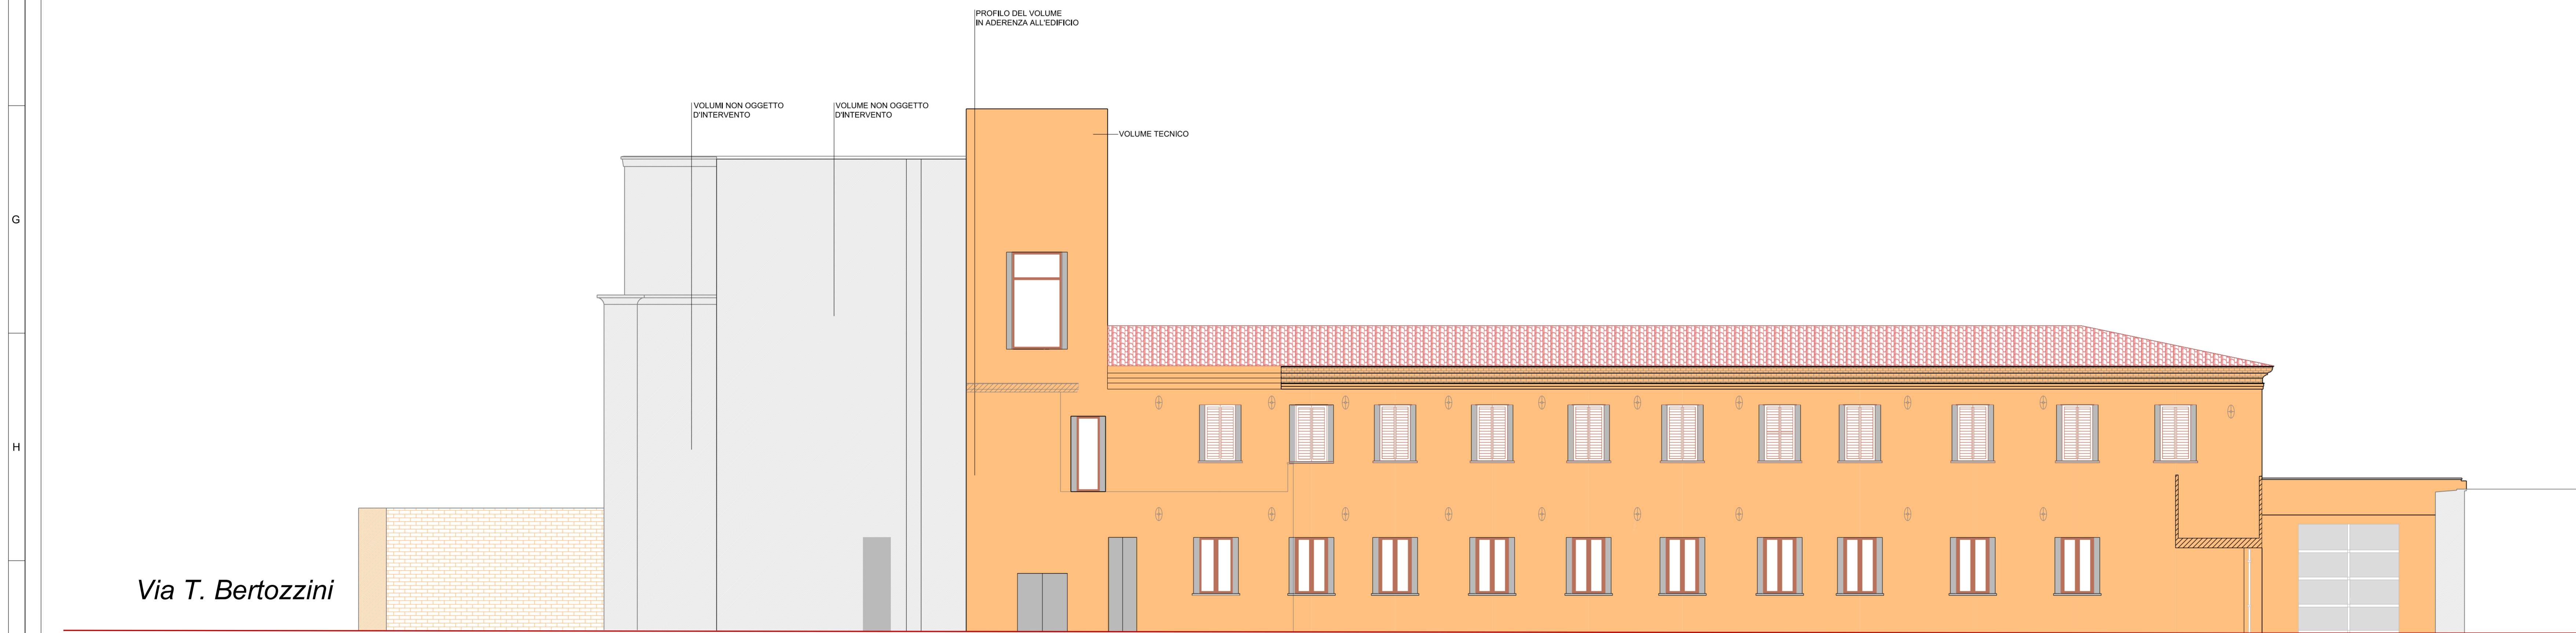 PROFILO DEL VOLUME
IN ADERENZA ALL'EDIFICIO
VOLUMI NON OGGETTO
D'INTERVENTO
VOLUME NON OGGETTO
D'INTERVENTO
VOLUME TECNICO
G
H
Via T. Bertozzini